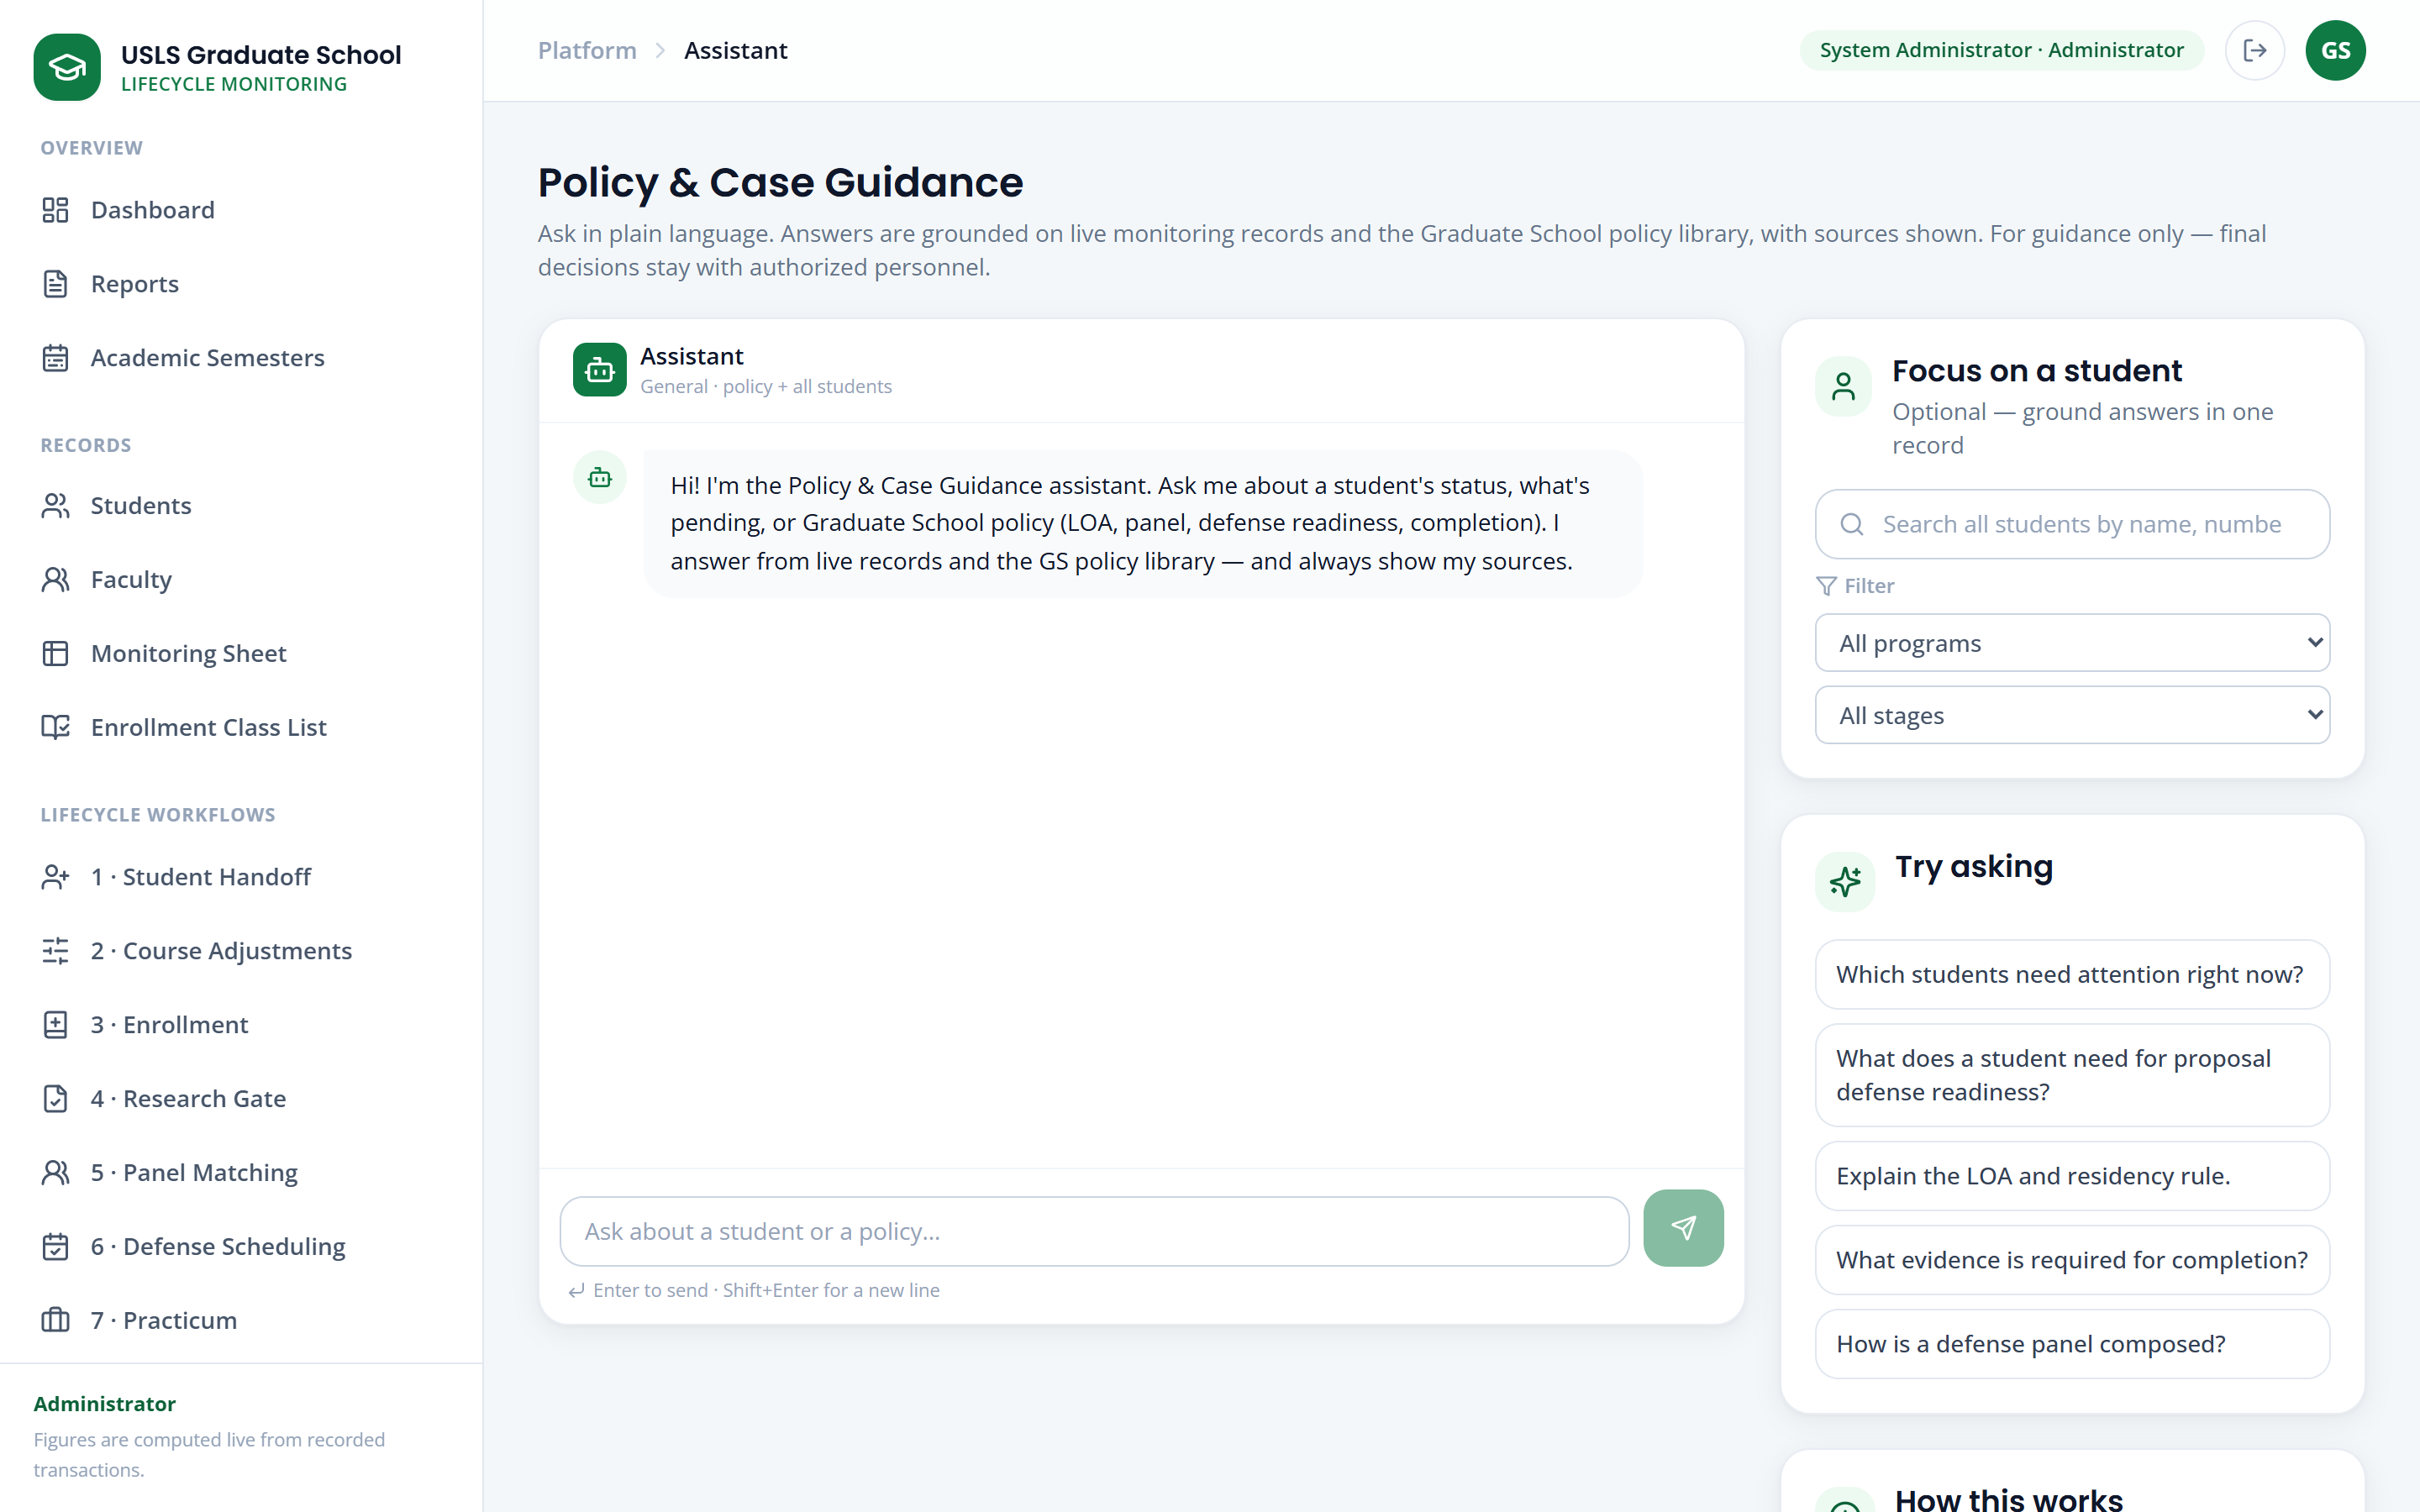 USLS Graduate School
LIFECYCLE MONITORING
OVERVIEW
Dashboard
Reports
Academic Semesters
RECORDS
Students
Faculty
Monitoring Sheet
Enrollment Class List
LIFECYCLE WORKFLOWS
1 · Student Handoff
2 · Course Adjustments
3 · Enrollment
4 · Research Gate
5 · Panel Matching
6 · Defense Scheduling
7 · Practicum
Administrator
Figures are computed live from recorded
transactions.
Platform
Assistant
System Administrator · Administrator
GS
Policy & Case Guidance
Ask in plain language. Answers are grounded on live monitoring records and the Graduate School policy library, with sources shown. For guidance only — final
decisions stay with authorized personnel.
Assistant
General · policy + all students
Hi! I'm the Policy & Case Guidance assistant. Ask me about a student's status, what's
pending, or Graduate School policy (LOA, panel, defense readiness, completion). I
answer from live records and the GS policy library — and always show my sources.
Ask about a student or a policy...
Enter to send · Shift+Enter for a new line
Focus on a student
Optional — ground answers in one
record
Search all students by name, numbe
Filter
All programs
All stages
Try asking
Which students need attention right now?
What does a student need for proposal
defense readiness?
Explain the LOA and residency rule.
What evidence is required for completion?
How is a defense panel composed?
How this works